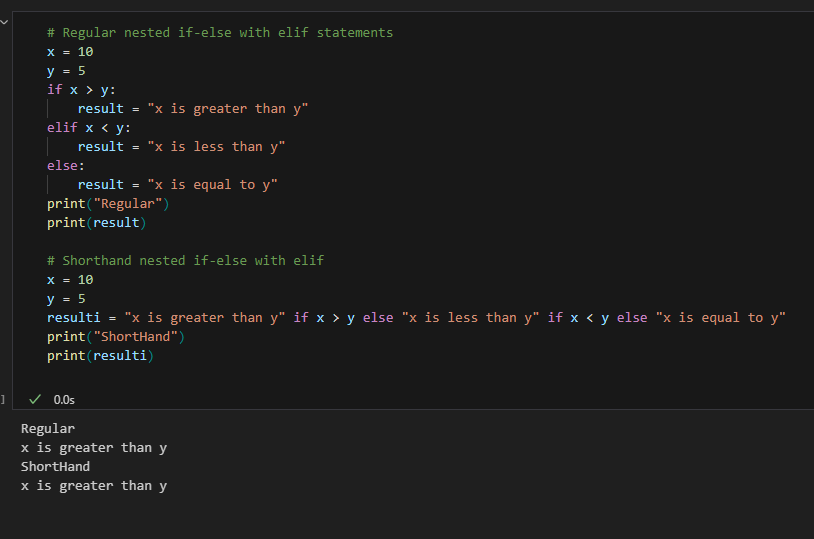 # Regular nested if-else with elif statements
x = 10
y = 5
if x > y:
    result = "x is greater than y"
elif x < y:
    result = "x is less than y"
else:
    result = "x is equal to y"
print("Regular")
print(result)
# Shorthand nested if-else with elif
x = 10
y = 5
resulti = "x is greater than y" if x > y else "x is less than y" if x < y else "x is equal to y"
print("ShortHand")
print(resulti)
] ✓ 0.0s
Regular
x is greater than y
ShortHand
x is greater than y